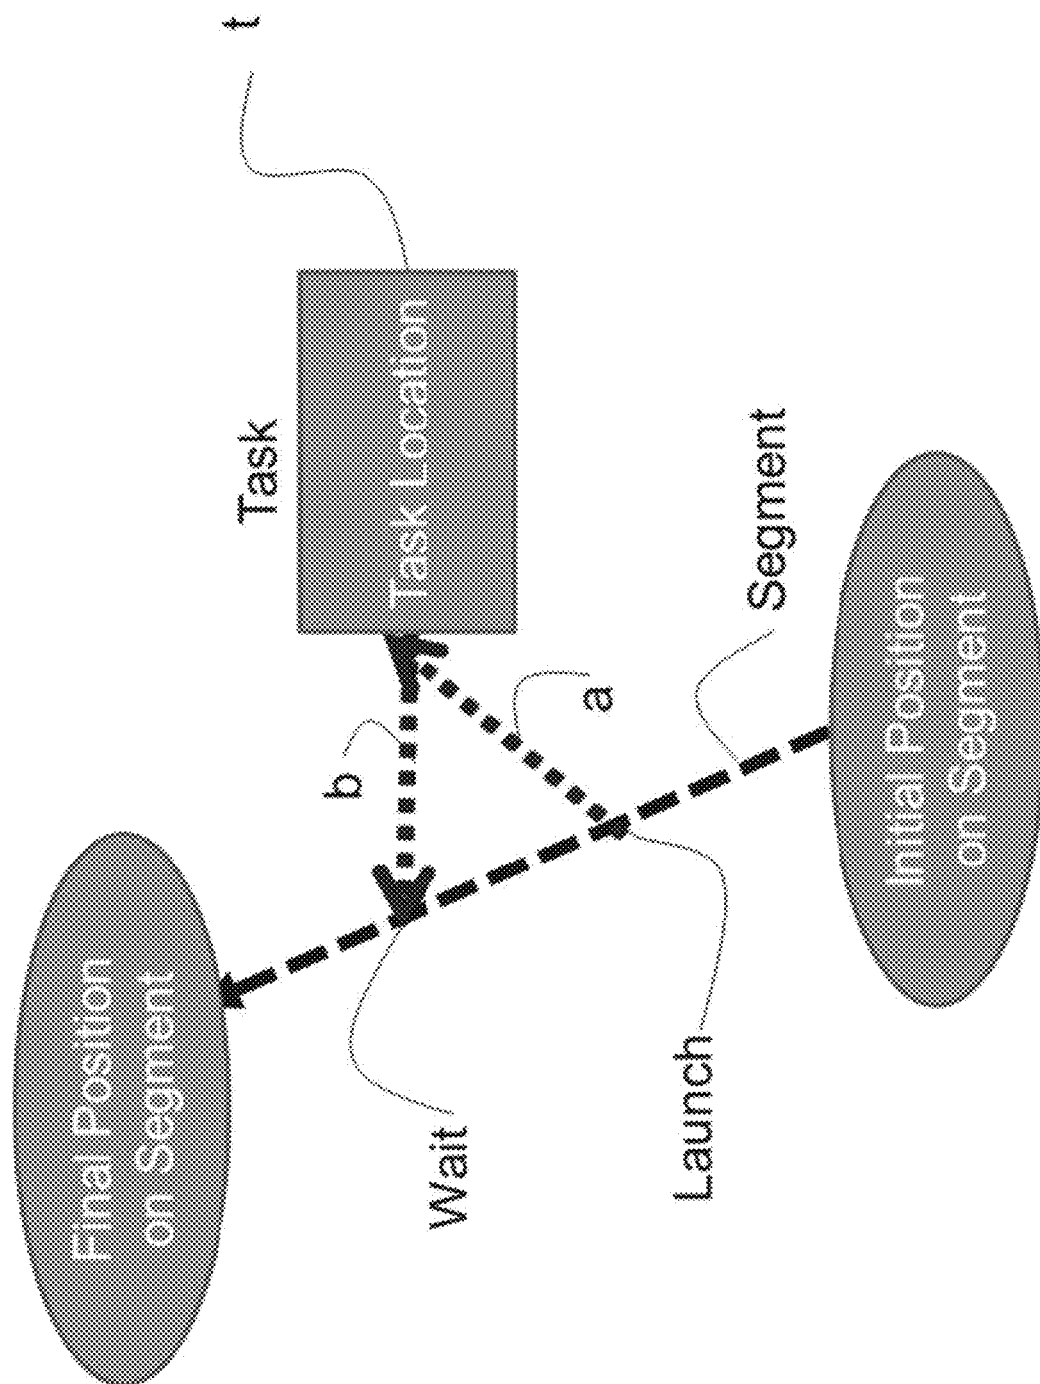 Final Position
on Segment
Wait
Launch
b
a
Task
Task Location
t
Segment
Initial Position
on Segment